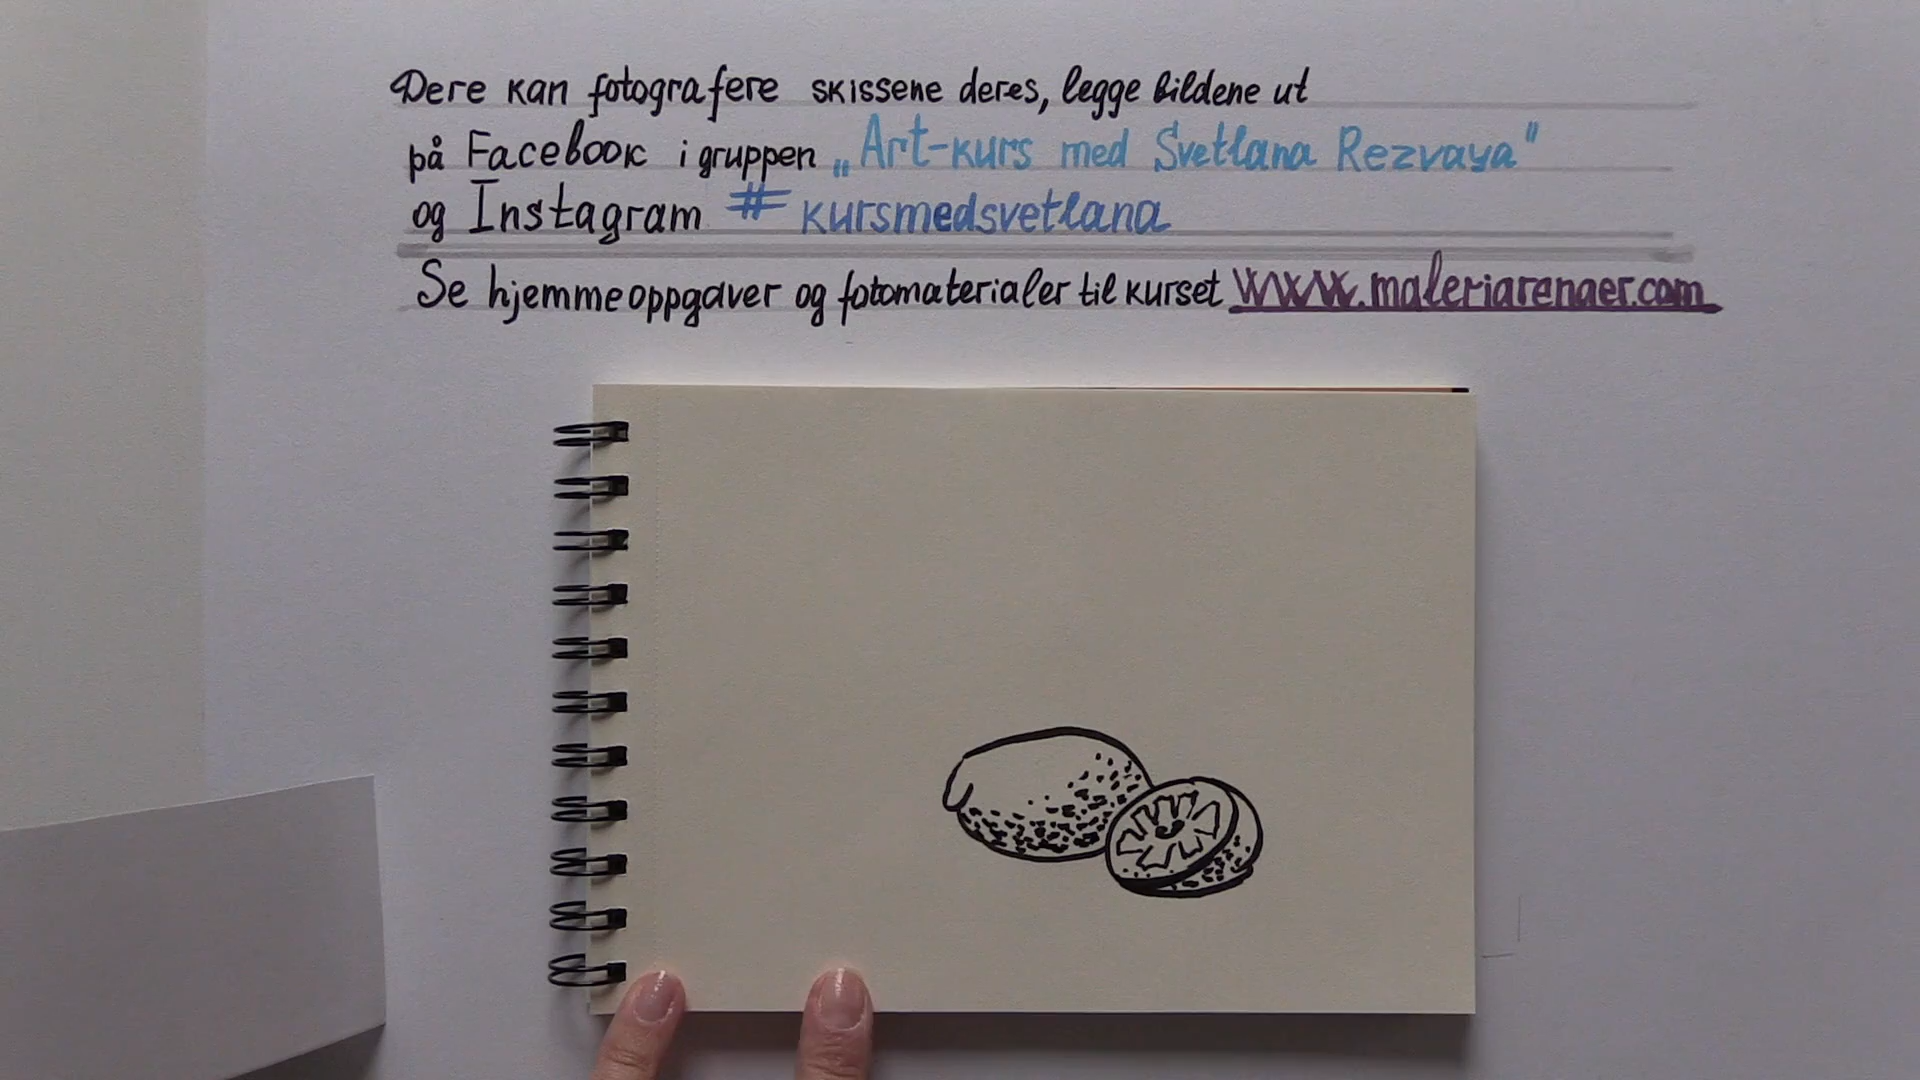 Dere kan fotografere skissene deres, legge bildene ut
på Facebook i gruppen „Art-kurs med Svetlana Rezvaya"
og Instagram #kursmedsvetlana
Se hjemmeoppgaver og fotomaterialer til kurset www.maleriarenaer.com